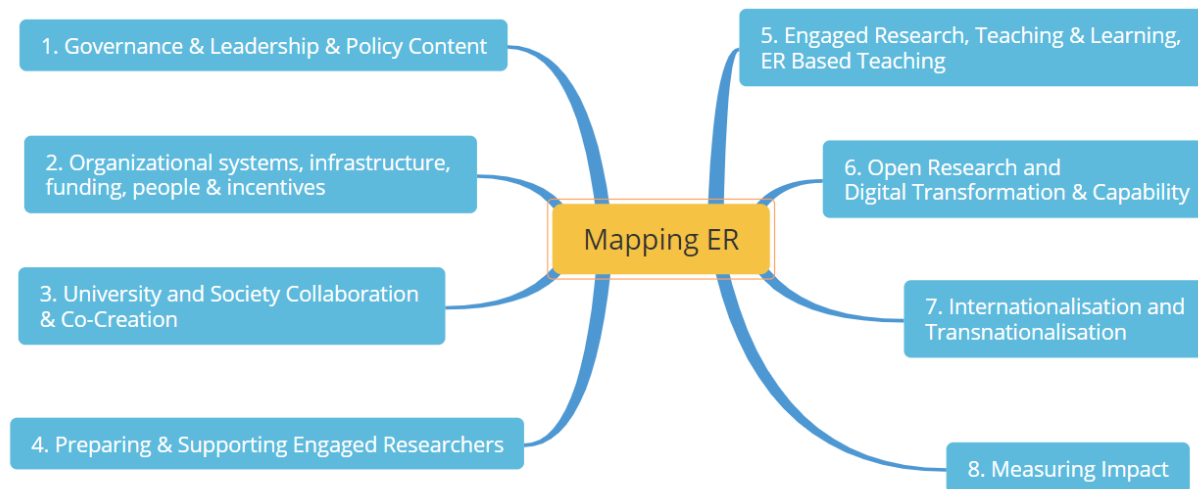 1. Governance & Leadership & Policy Content
2. Organizational systems, infrastructure,
funding, people & incentives
3. University and Society Collaboration
& Co-Creation
4. Preparing & Supporting Engaged Researchers
Mapping ER
5. Engaged Research, Teaching & Learning,
ER Based Teaching
6. Open Research and
Digital Transformation & Capability
7. Internationalisation and
Transnationalisation
8. Measuring Impact